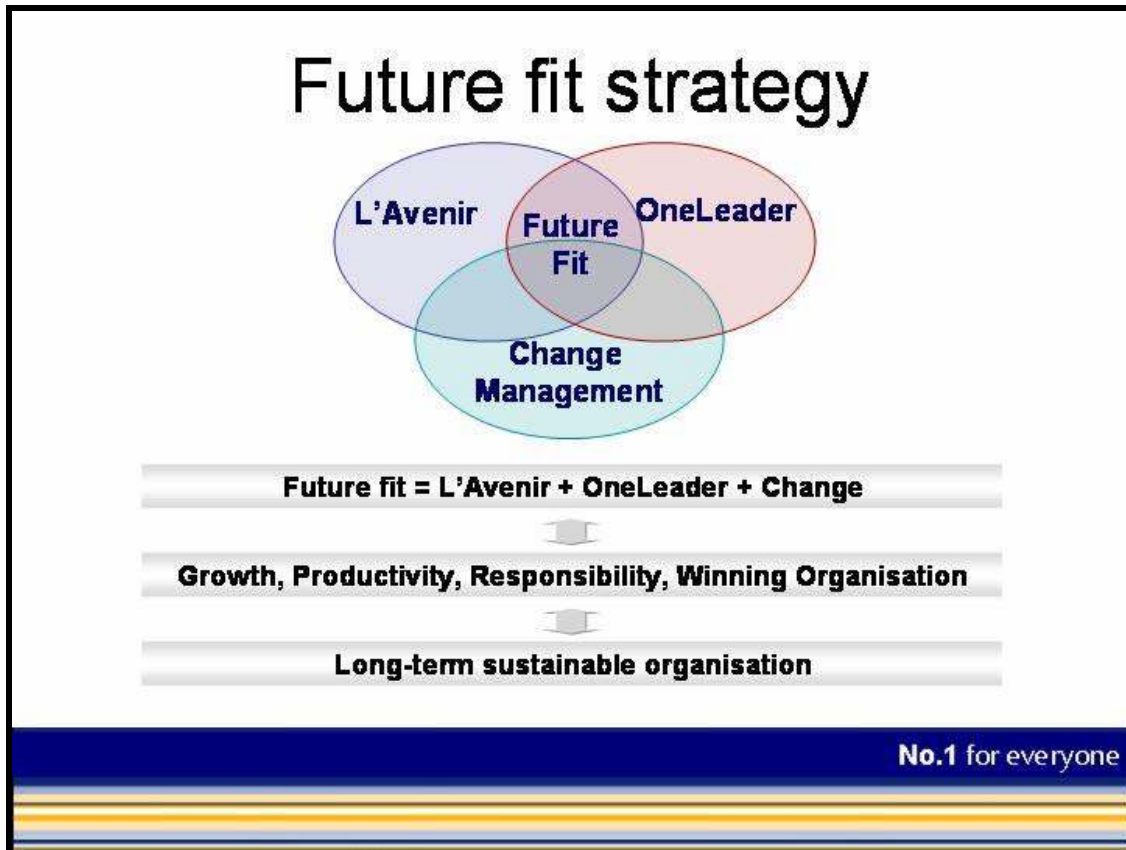 Future fit strategy
L'Avenir
OneLeader
Future
Fit
Change
Management
Future fit = L'Avenir + OneLeader + Change
Growth, Productivity, Responsibility, Winning Organisation
Long-term sustainable organisation
No.1 for everyone